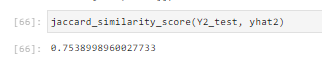 [66]: jaccard_similarity_score(Y2_test, yhat2)
[66]: 0.7538998960027733